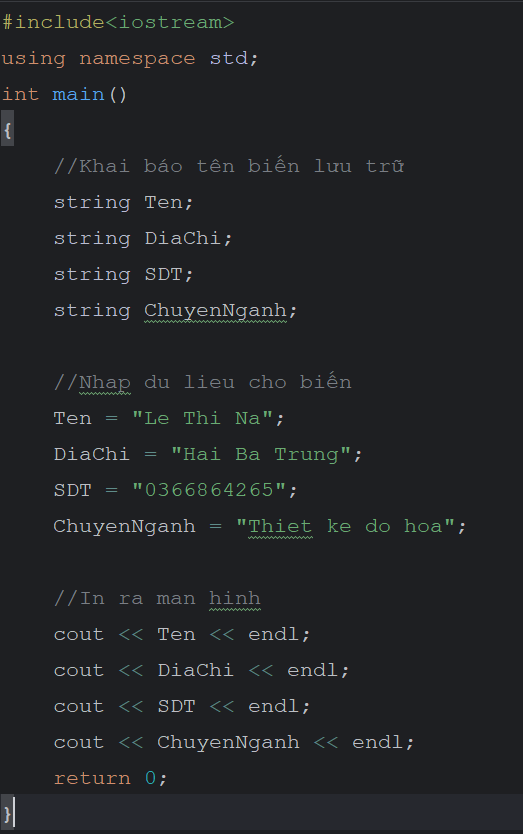 #include<iostream>
using namespace std;
int main()
{
    //Khai báo tên biến lưu trữ
    string Ten;
    string DiaChi;
    string SDT;
    string ChuyenNganh;

    //Nhap du lieu cho biến
    Ten = "Le Thi Na";
    DiaChi = "Hai Ba Trung";
    SDT = "0366864265";
    ChuyenNganh = "Thiet ke do hoa";

    //In ra man hinh
    cout << Ten << endl;
    cout << DiaChi << endl;
    cout << SDT << endl;
    cout << ChuyenNganh << endl;
    return 0;
}